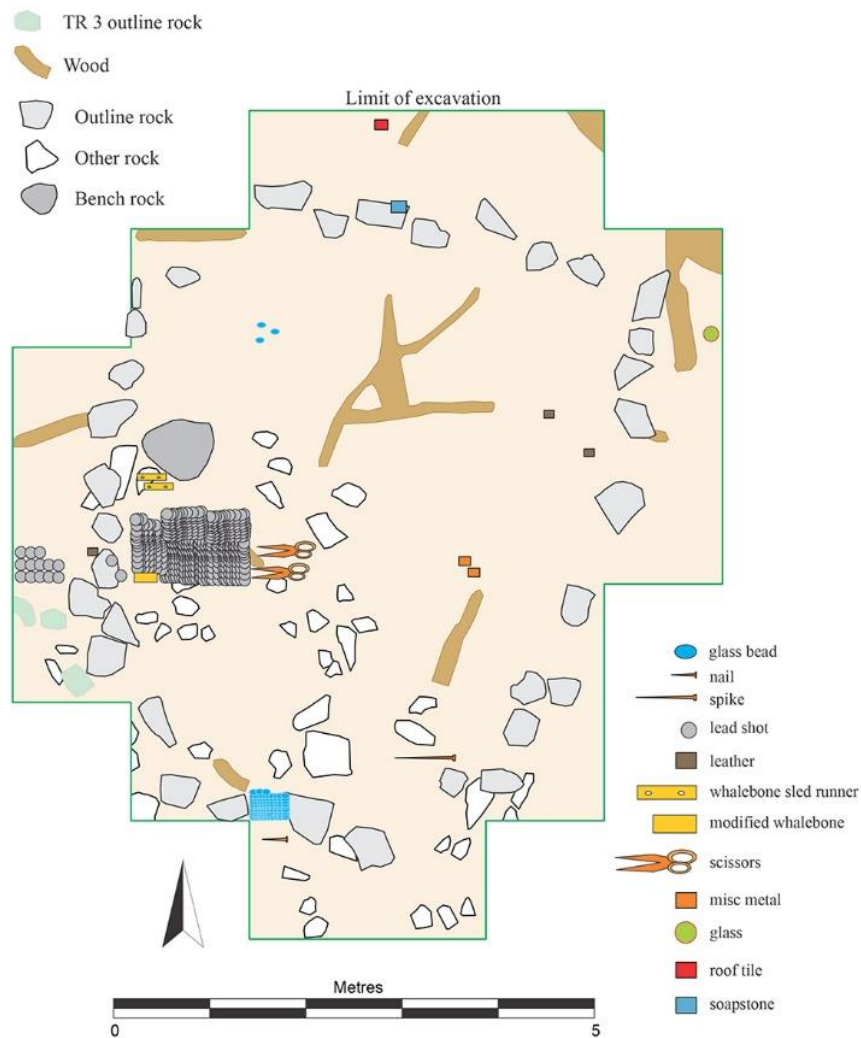 TR 3 outline rock
Wood
Outline rock
Other rock
Bench rock
Limit of excavation
glass bead
nail
spike
lead shot
leather
whalebone sled runner
modified whalebone
scissors
misc metal
glass
roof tile
soapstone
Metres
0 5